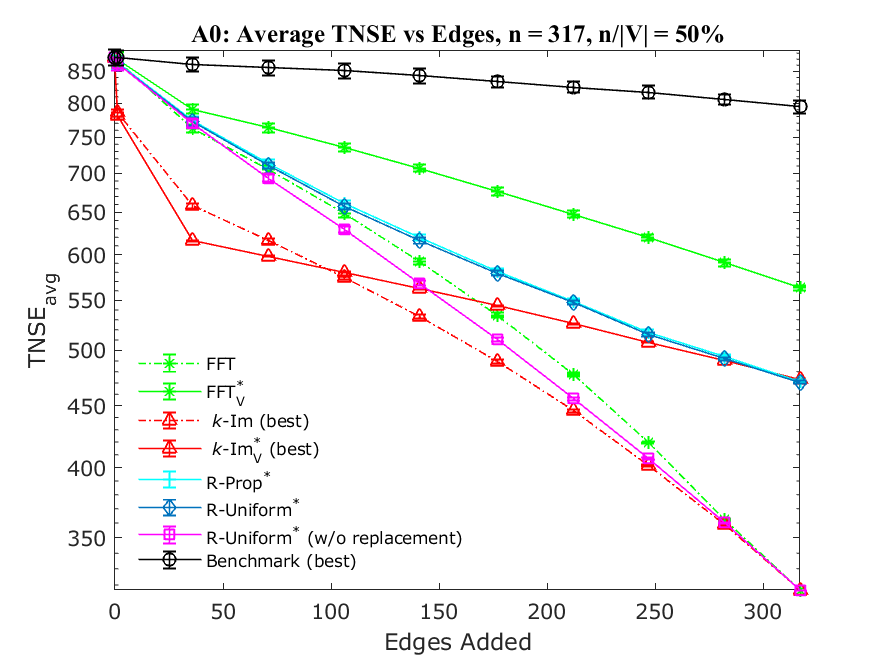 A0: Average TNSE vs Edges, n = 317, n/|V| = 50%
850
800
750
700
650
600
550
500
450
400
350
TNSE_avg
FFT
FFT*_V
k-Im (best)
k-Im*_V (best)
R-Prop*
R-Uniform*
R-Uniform* (w/o replacement)
Benchmark (best)
0 50 100 150 200 250 300
Edges Added